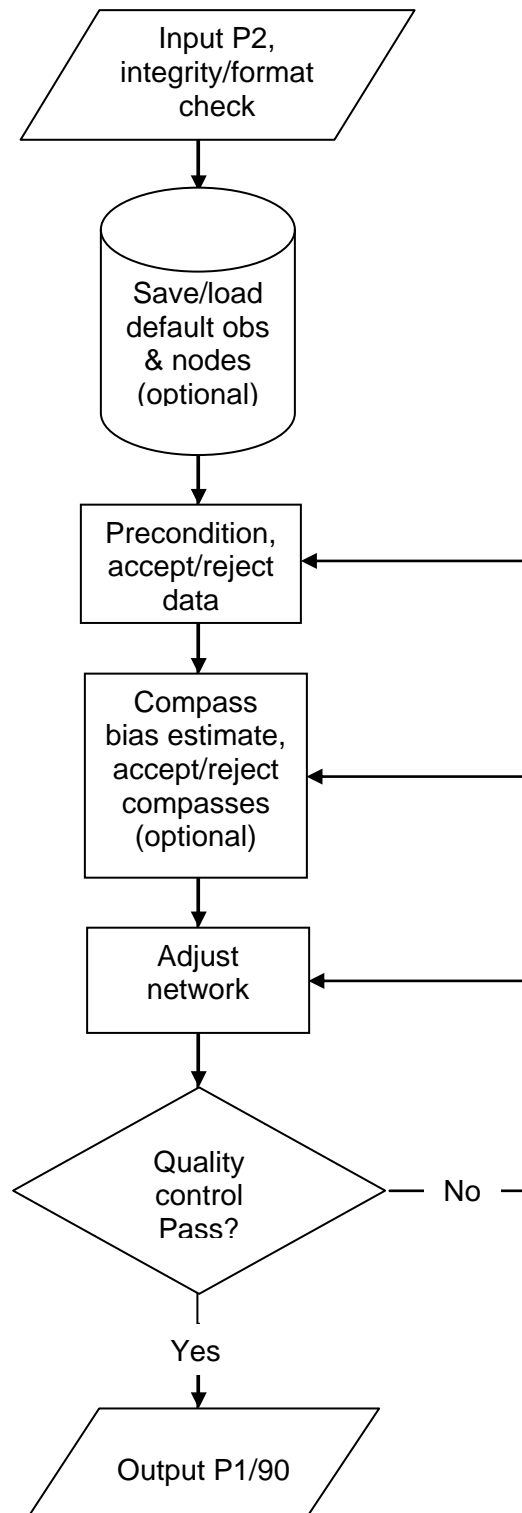 Input P2,
integrity/format
check
Save/load
default obs
& nodes
(optional)
Precondition,
accept/reject
data
Compass
bias estimate,
accept/reject
compasses
(optional)
Adjust
network
Quality
control
Pass?
No
Yes
Output P1/90